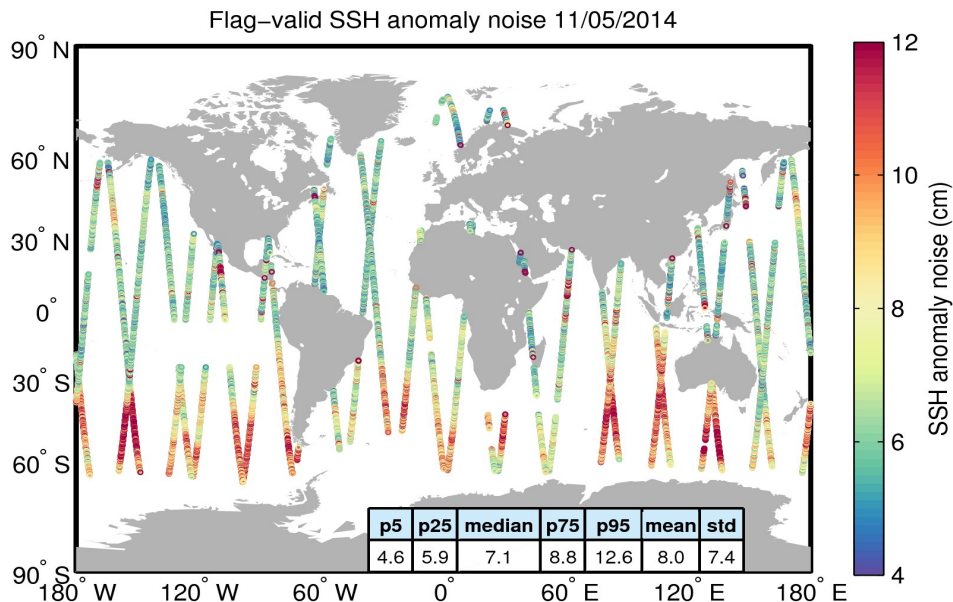 Flag−valid SSH anomaly noise 11/05/2014
90° N
60° N
30° N
0°
30° S
60° S
90° S
180° W
120° W
60° W
0°
60° E
120° E
180° E
p5 p25 median p75 p95 mean std
4.6 5.9 7.1 8.8 12.6 8.0 7.4
12
10
8
6
4
SSH anomaly noise (cm)